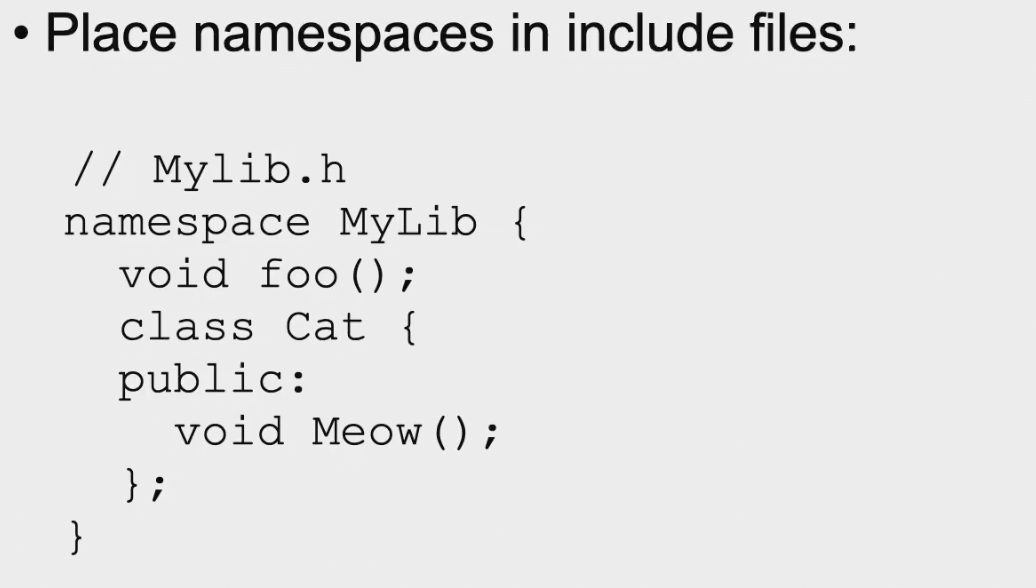 • Place namespaces in include files:
// Mylib.h
namespace MyLib {
  void foo();
  class Cat {
  public:
    void Meow();
  };
}